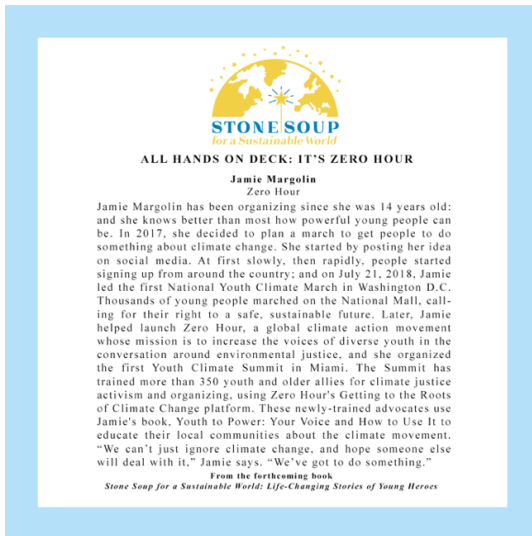 STONE SOUP
for a Sustainable World
ALL HANDS ON DECK: IT'S ZERO HOUR
Jamie Margolin
Zero Hour
Jamie Margolin has been organizing since she was 14 years old:
and she knows better than most how powerful young people can
be. In 2017, she decided to plan a march to get people to do
something about climate change. She started by posting her idea
on social media. At first slowly, then rapidly, people started
signing up from around the country; and on July 21, 2018, Jamie
led the first National Youth Climate March in Washington D.C.
Thousands of young people marched on the National Mall, call-
ing for their right to a safe, sustainable future. Later, Jamie
helped launch Zero Hour, a global climate action movement
whose mission is to increase the voices of diverse youth in the
conversation around environmental justice, and she organized
the first Youth Climate Summit in Miami. The Summit has
trained more than 350 youth and older allies for climate justice
activism and organizing, using Zero Hour's Getting to the Roots
of Climate Change platform. These newly-trained advocates use
Jamie's book, Youth to Power: Your Voice and How to Use It to
educate their local communities about the climate movement.
“We can’t just ignore climate change, and hope someone else
will deal with it,” Jamie says. “We’ve got to do something.”
From the forthcoming book
Stone Soup for a Sustainable World: Life-Changing Stories of Young Heroes